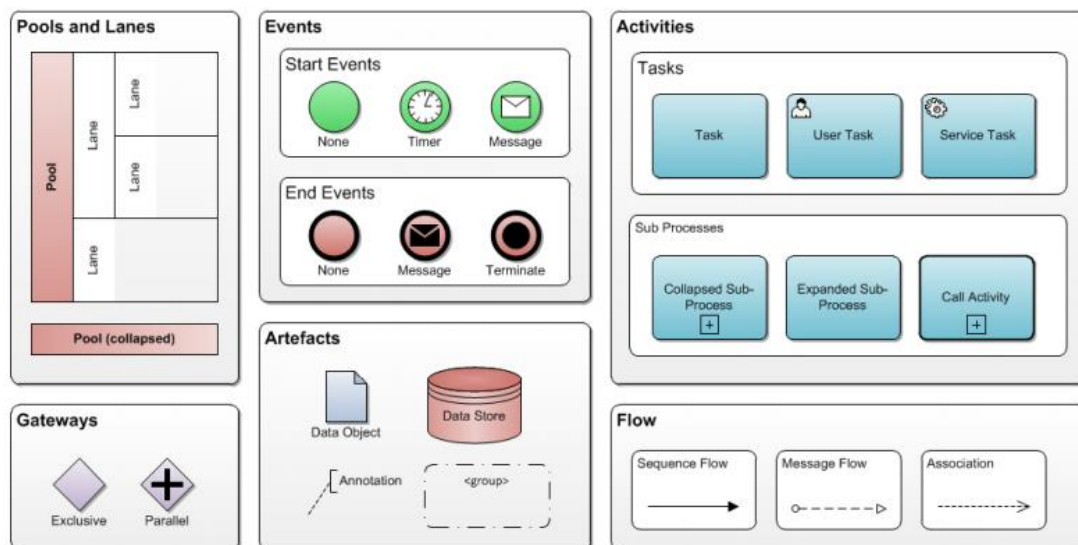 Pools and Lanes
Pool
Lane
Lane
Lane
Lane
Pool (collapsed)
Gateways
Exclusive
Parallel
Events
Start Events
None
Timer
Message
End Events
None
Message
Terminate
Artefacts
Data Object
Data Store
Annotation
<group>
Activities
Tasks
Task
User Task
Service Task
Sub Processes
Collapsed Sub-
Process
Expanded Sub-
Process
Call Activity
Flow
Sequence Flow
Message Flow
Association